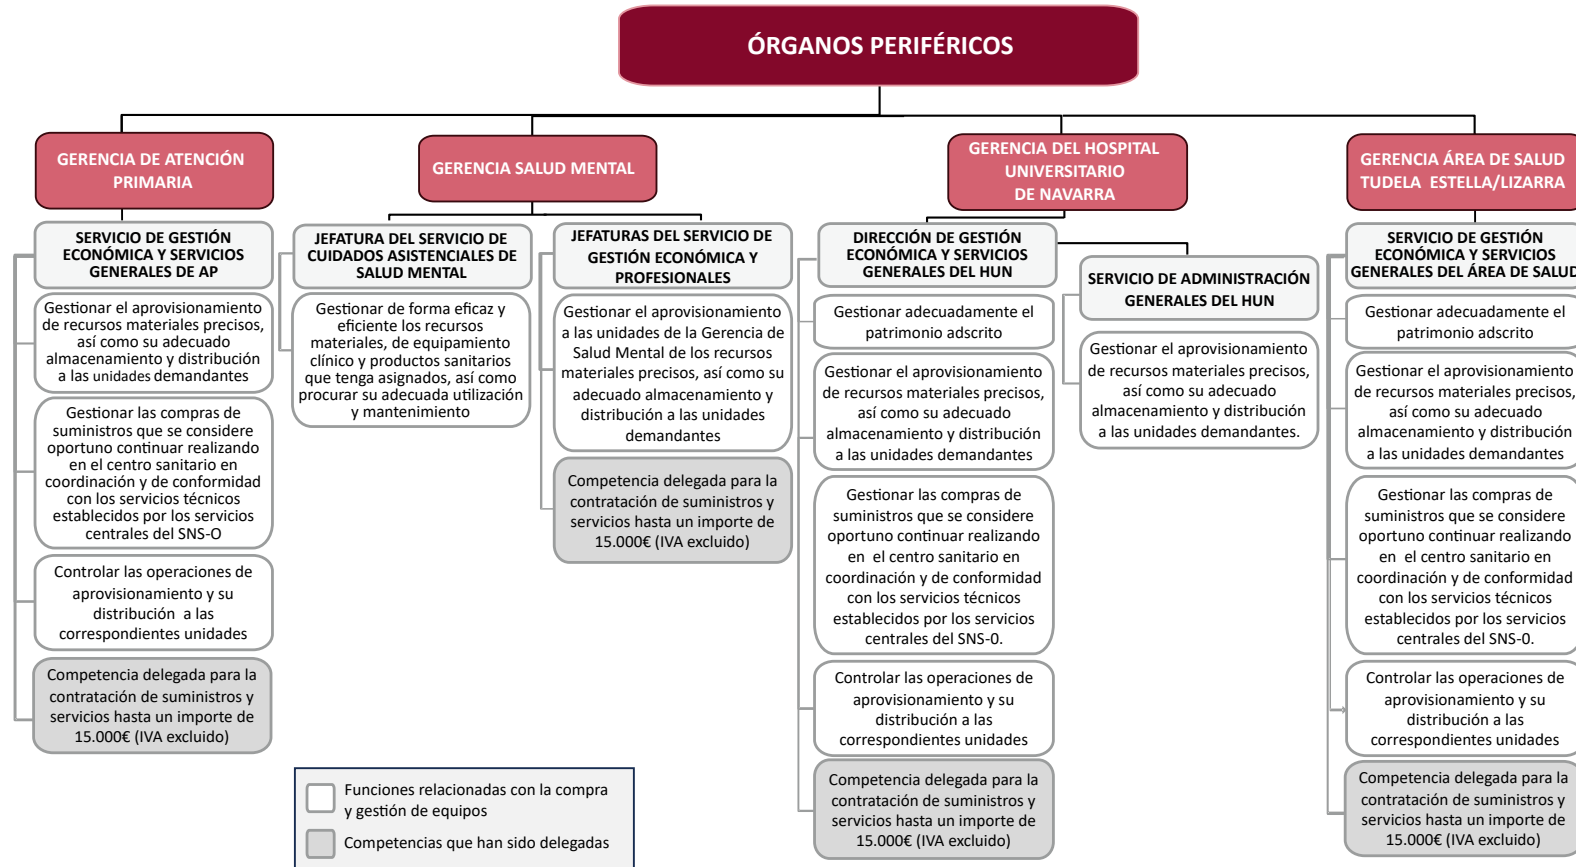 ÓRGANOS PERIFÉRICOS
GERENCIA DE ATENCIÓN
PRIMARIA
SERVICIO DE GESTIÓN
ECONÓMICA Y SERVICIOS
GENERALES DE AP
Gestionar el aprovisionamiento
de recursos materiales precisos,
así como su adecuado
almacenamiento y distribución
a las unidades demandantes
Gestionar las compras de
suministros que se considere
oportuno continuar realizando
en el centro sanitario en
coordinación y de conformidad
con los servicios técnicos
establecidos por los servicios
centrales del SNS-O
Controlar las operaciones de
aprovisionamiento y su
distribución a las
correspondientes unidades
Competencia delegada para la
contratación de suministros y
servicios hasta un importe de
15.000€ (IVA excluido)
GERENCIA SALUD MENTAL
JEFATURA DEL SERVICIO DE
CUIDADOS ASISTENCIALES DE
SALUD MENTAL
Gestionar de forma eficaz y
eficiente los recursos
materiales, de equipamiento
clínico y productos sanitarios
que tenga asignados, así como
procurar su adecuada utilización
y mantenimiento
JEFATURAS DEL SERVICIO DE
GESTIÓN ECONÓMICA Y
PROFESIONALES
Gestionar el aprovisionamiento
a las unidades de la Gerencia de
Salud Mental de los recursos
materiales precisos, así como su
adecuado almacenamiento y
distribución a las unidades
demandantes
Competencia delegada para la
contratación de suministros y
servicios hasta un importe de
15.000€ (IVA excluido)
GERENCIA DEL HOSPITAL
UNIVERSITARIO
DE NAVARRA
DIRECCIÓN DE GESTIÓN
ECONÓMICA Y SERVICIOS
GENERALES DEL HUN
Gestionar adecuadamente el
patrimonio adscrito
Gestionar el aprovisionamiento
de recursos materiales precisos,
así como su adecuado
almacenamiento y distribución
a las unidades demandantes
Gestionar las compras de
suministros que se considere
oportuno continuar realizando
en el centro sanitario en
coordinación y de conformidad
con los servicios técnicos
establecidos por los servicios
centrales del SNS-0.
Controlar las operaciones de
aprovisionamiento y su
distribución a las
correspondientes unidades
Competencia delegada para la
contratación de suministros y
servicios hasta un importe de
15.000€ (IVA excluido)
SERVICIO DE ADMINISTRACIÓN
GENERALES DEL HUN
Gestionar el aprovisionamiento
de recursos materiales precisos,
así como su adecuado
almacenamiento y distribución
a las unidades demandantes.
GERENCIA ÁREA DE SALUD
TUDELA ESTELLA/LIZARRA
SERVICIO DE GESTIÓN
ECONÓMICA Y SERVICIOS
GENERALES DEL ÁREA DE SALUD
Gestionar adecuadamente el
patrimonio adscrito
Gestionar el aprovisionamiento
de recursos materiales precisos,
así como su adecuado
almacenamiento y distribución
a las unidades demandantes
Gestionar las compras de
suministros que se considere
oportuno continuar realizando
en el centro sanitario en
coordinación y de conformidad
con los servicios técnicos
establecidos por los servicios
centrales del SNS-0.
Controlar las operaciones de
aprovisionamiento y su
distribución a las
correspondientes unidades
Competencia delegada para la
contratación de suministros y
servicios hasta un importe de
15.000€ (IVA excluido)
Funciones relacionadas con la compra
y gestión de equipos
Competencias que han sido delegadas